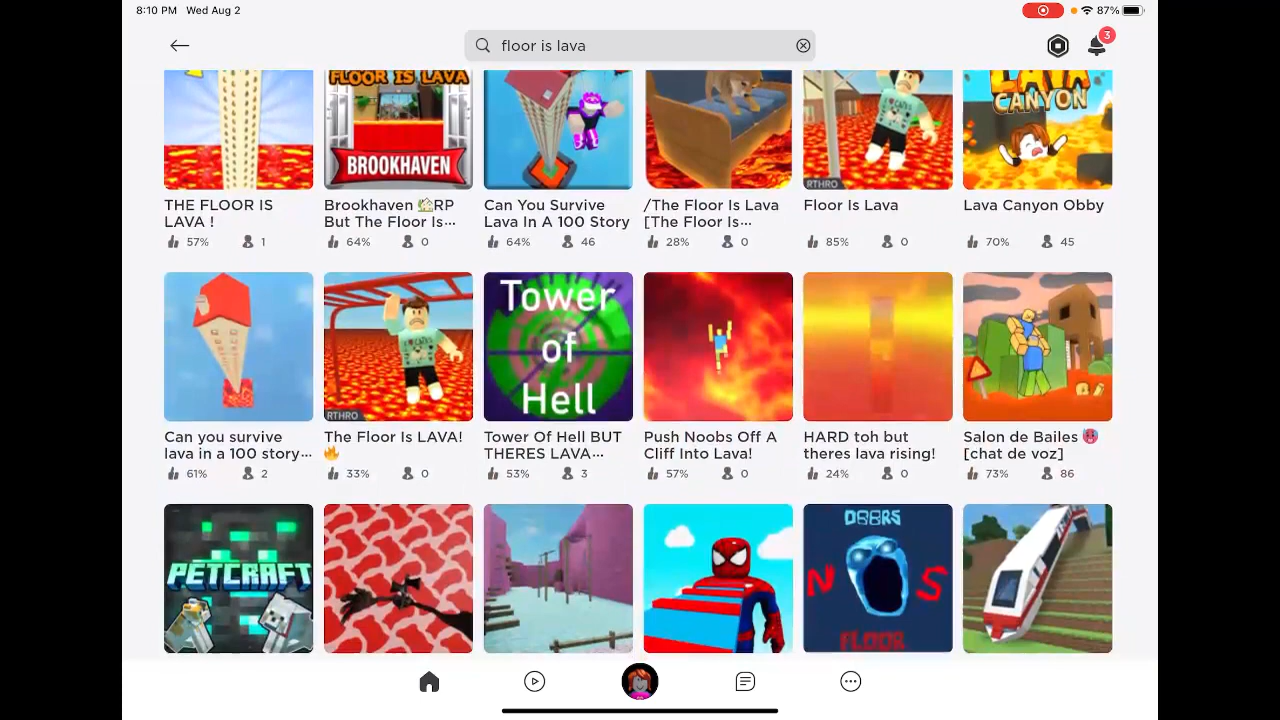 8:10 PM Wed Aug 2
87%
floor is lava
3
FLOOR IS LAVA
BROOKHAVEN
RTHRO
LAVA
CANYON
THE FLOOR IS
LAVA !
57% 1
Brookhaven 🏡RP
But The Floor Is...
64% 0
Can You Survive
Lava In A 100 Story
64% 46
/The Floor Is Lava
[The Floor Is...
28% 0
Floor Is Lava
85% 0
Lava Canyon Obby
70% 45
RTHRO
Tower
of
Hell
Can you survive
lava in a 100 story...
61% 2
The Floor Is LAVA!
🔥
33% 0
Tower Of Hell BUT
THERES LAVA...
53% 3
Push Noobs Off A
Cliff Into Lava!
57% 0
HARD toh but
theres lava rising!
24% 0
Salon de Bailes 🥵
[chat de voz]
73% 86
PETCRAFT
DOORS
N S
FLOOR